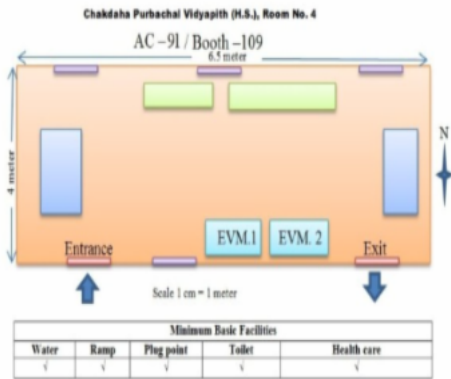 Chakdaha Purbachal Vidyapith (H.S.), Room No. 4
AC -91 / Booth -109
6.5 meter
4 meter
N
EVM.1
EVM. 2
Entrance
Exit
Scale 1 cm = 1 meter
Minimum Basic Facilities
Water Ramp Plug point Toilet Health care
√ √ √ √ √